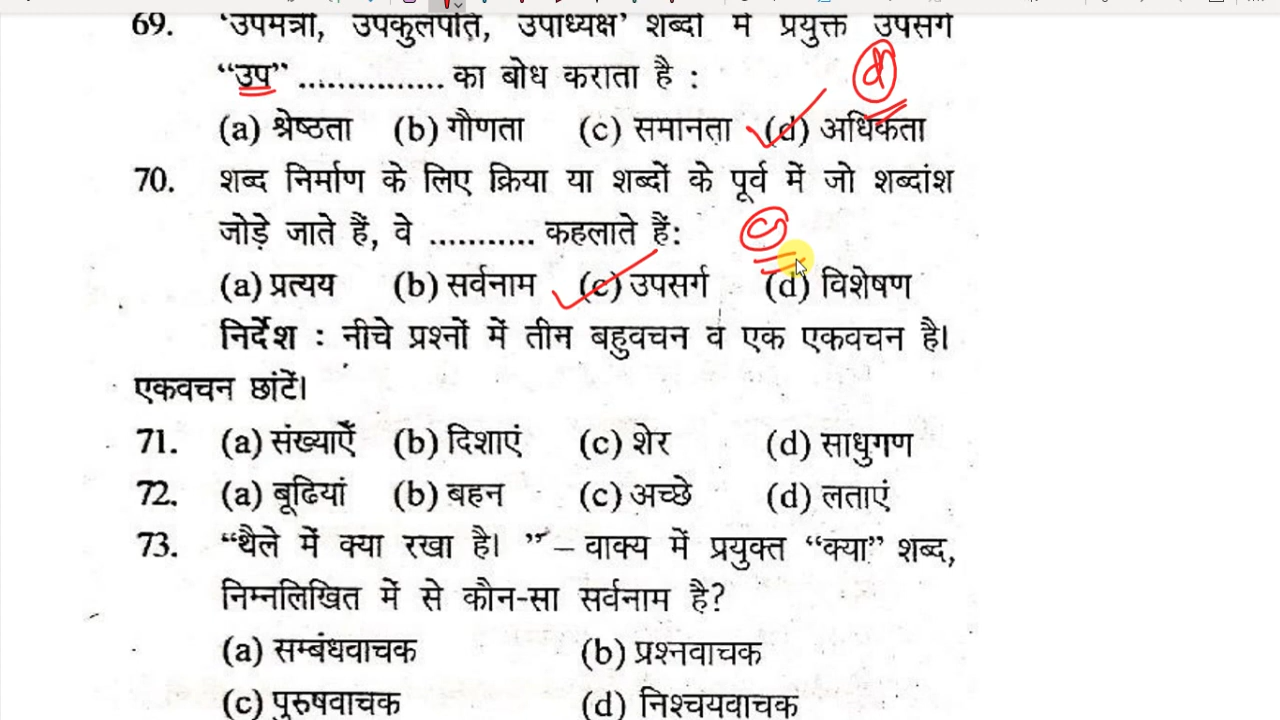 69. 'उपमंत्री, उपकुलपति, उपाध्यक्ष' शब्दों में प्रयुक्त उपसर्ग
"उप" ................ का बोध कराता है :
(d)
(a) श्रेष्ठता (b) गौणता (c) समानता (d) अधिकता
70. शब्द निर्माण के लिए क्रिया या शब्दों के पूर्व में जो शब्दांश
जोड़े जाते हैं, वे ........... कहलाते हैं:
(c)
(a) प्रत्यय (b) सर्वनाम (c) उपसर्ग (d) विशेषण
निर्देश : नीचे प्रश्नों में तीन बहुवचन व एक एकवचन है।
एकवचन छांटें।
71. (a) संख्याएँ (b) दिशाएं (c) शेर (d) साधुगण
72. (a) बूढियां (b) बहन (c) अच्छे (d) लताएं
73. "थैले में क्या रखा है। " – वाक्य में प्रयुक्त "क्या" शब्द,
निम्नलिखित में से कौन-सा सर्वनाम है?
(a) सम्बंधवाचक (b) प्रश्नवाचक
(c) पुरुषवाचक (d) निश्चयवाचक